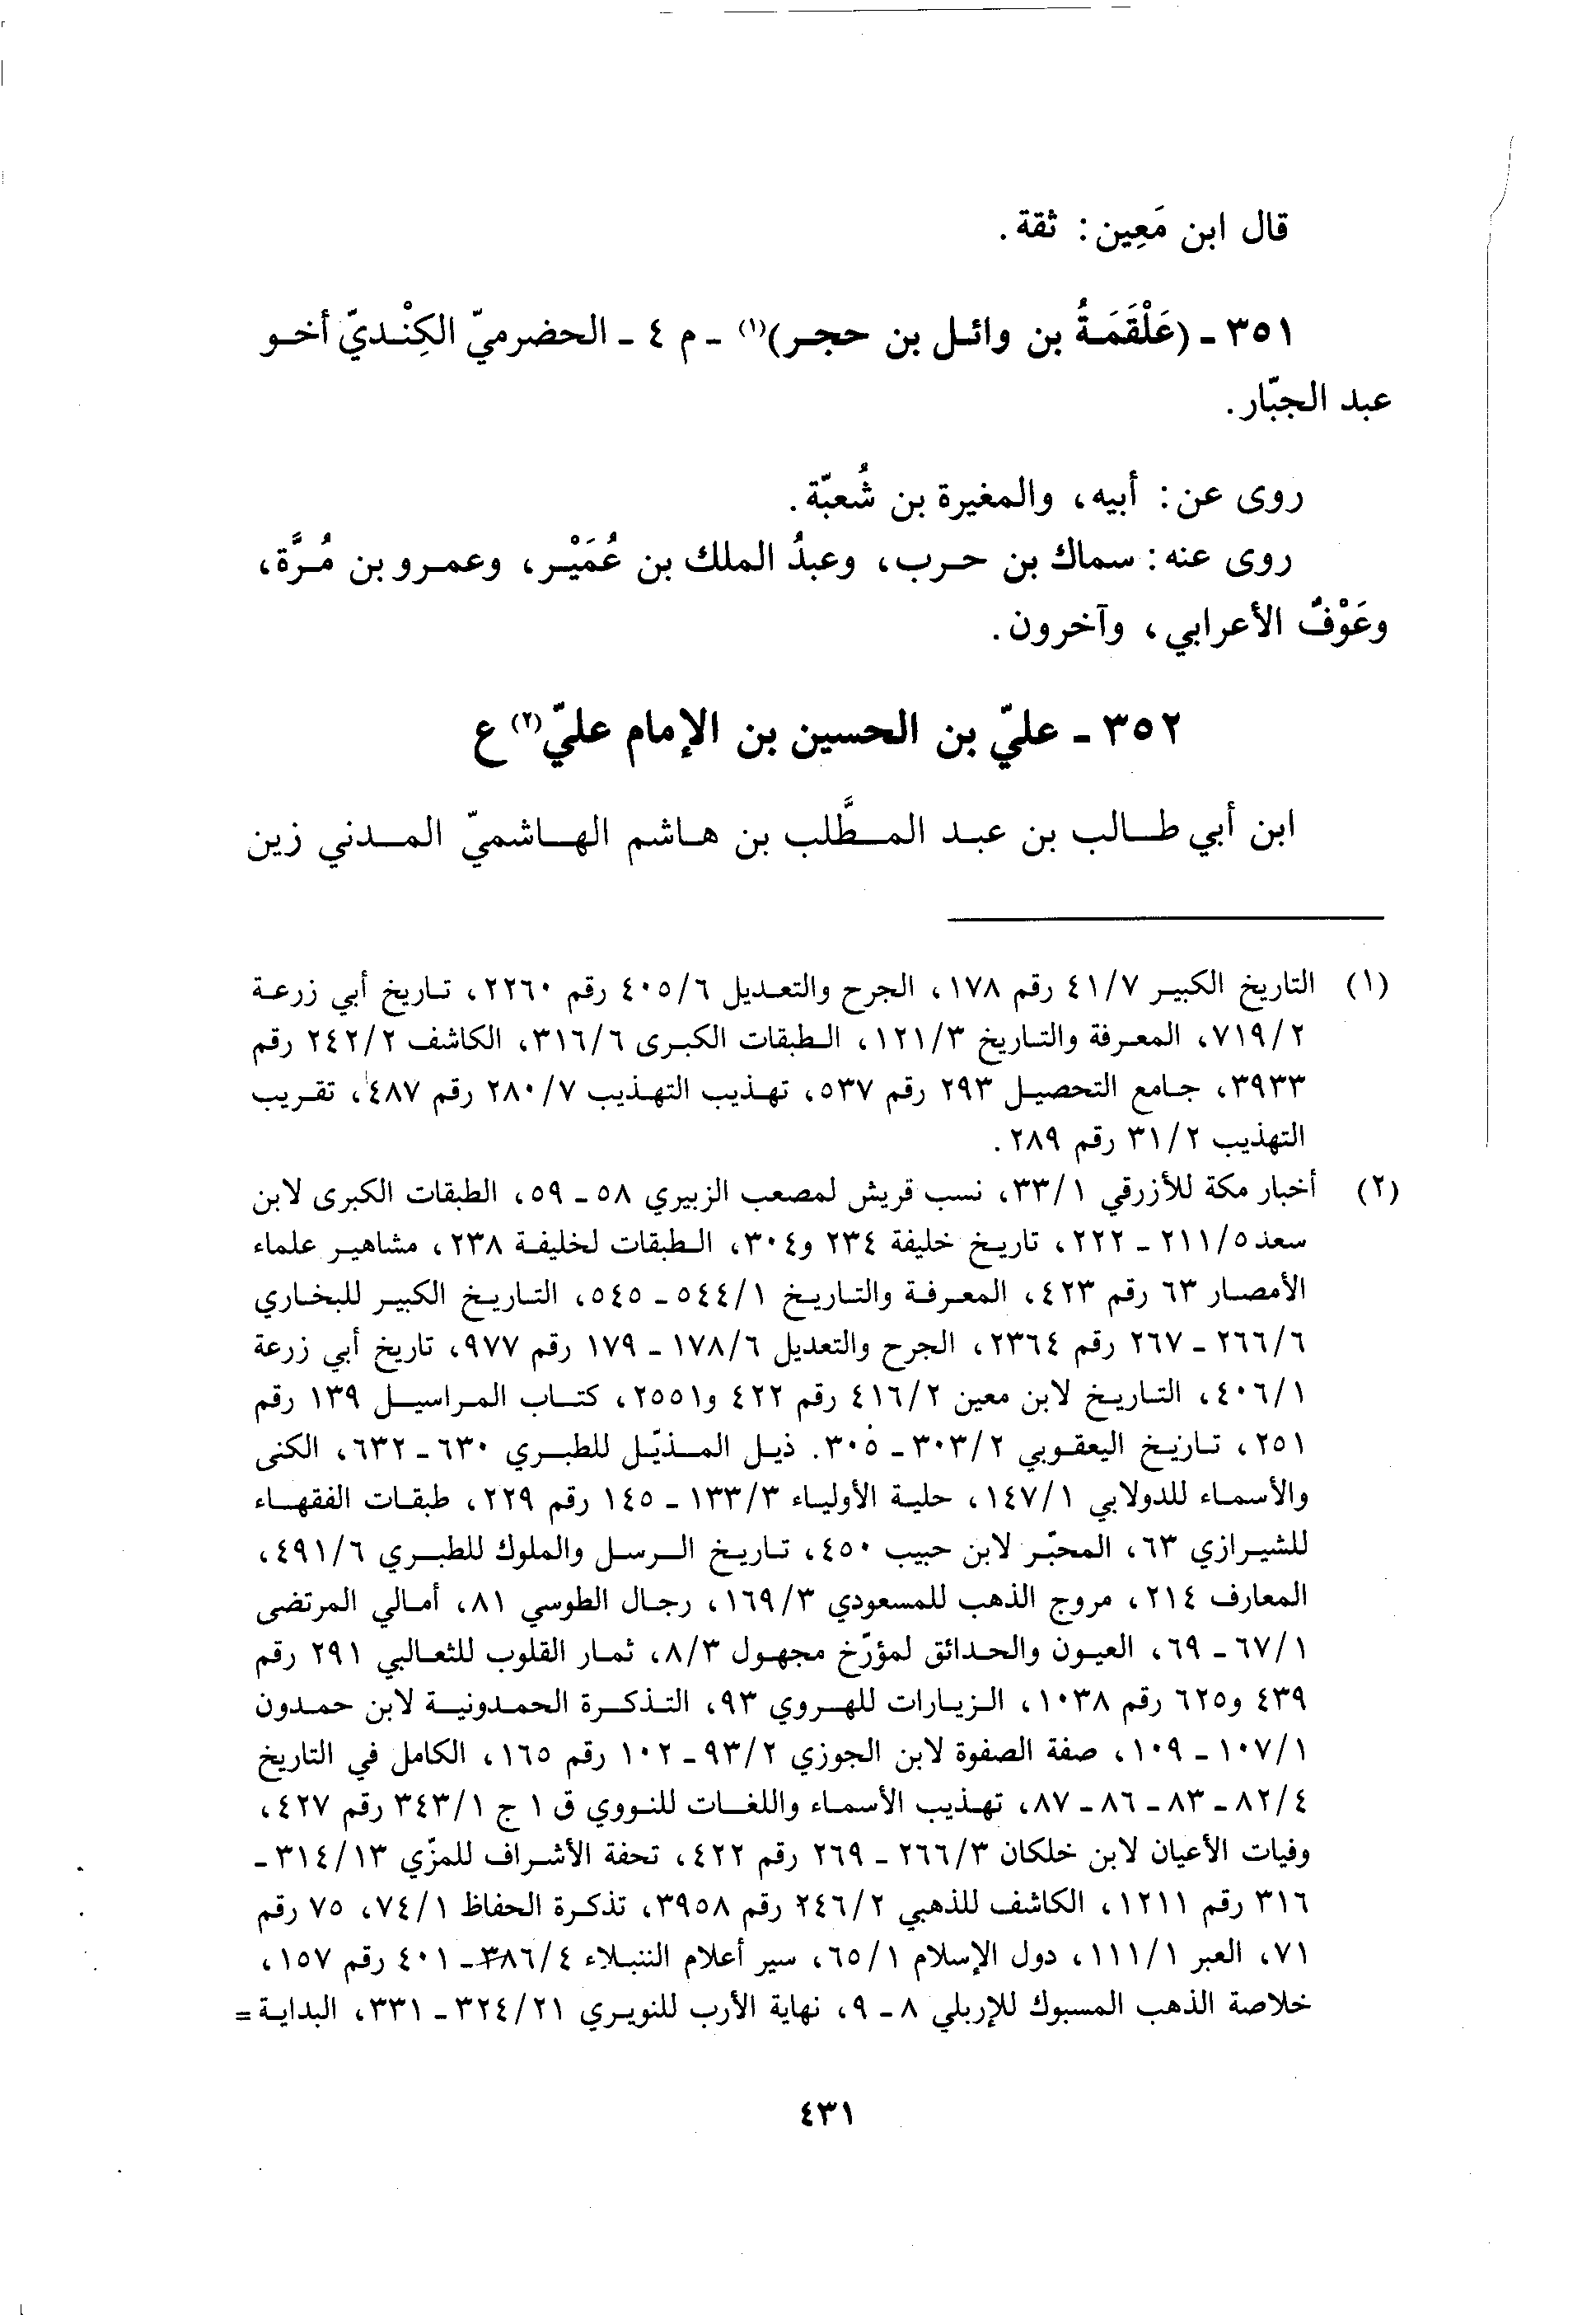 قال ابن مَعِين: ثقة.
٣٥١ - (عَلْقَمَةُ بن وائل بن حجر)(١) - م ٤ - الحضرميّ الكِنْديّ أخو
عبد الجبّار.
روى عن: أبيه، والمغيرة بن شُعبّة.
روى عنه: سماك بن حرب، وعبدُ الملك بن عُمَيْر، وعمرو بن مُرَّة،
وعَوْفٌ الأعرابي، وآخرون.
٣٥٢ - عليّ بن الحسين بن الإمام عليّ(٢) ع
ابن أبي طالب بن عبد المطَّلب بن هاشم الهاشميّ المدني زين
(١) التاريخ الكبير ٤١/٧ رقم ١٧٨، الجرح والتعديل ٤٠٥/٦ رقم ٢٢٦٠، تاريخ أبي زرعة
٧١٩/٢، المعرفة والتاريخ ١٢١/٣، الطبقات الكبرى ٣١٦/٦، الكاشف ٢٤٢/٢ رقم
٣٩٣٣، جامع التحصيل ٢٩٣ رقم ٥٣٧، تهذيب التهذيب ٢٨٠/٧ رقم ٤٨٧، تقريب
التهذيب ٣١/٢ رقم ٢٨٩.
(٢) أخبار مكة للأزرقي ٣٣/١، نسب قريش لمصعب الزبيري ٥٨ - ٥٩، الطبقات الكبرى لابن
سعد ٢١١/٥ - ٢٢٢، تاريخ خليفة ٢٣٤ و٣٠٤، الطبقات لخليفة ٢٣٨، مشاهير علماء
الأمصار ٦٣ رقم ٤٢٣، المعرفة والتاريخ ٥٤٤/١ - ٥٤٥، التاريخ الكبير للبخاري
٢٦٦/٦ - ٢٦٧ رقم ٢٣٦٤، الجرح والتعديل ١٧٨/٦ - ١٧٩ رقم ٩٧٧، تاريخ أبي زرعة
٤٠٦/١، التاريخ لابن معين ٤١٦/٢ رقم ٤٢٢ و٢٥٥١، كتاب المراسيل ١٣٩ رقم
٢٥١، تاريخ اليعقوبي ٣٠٣/٢ - ٣٠٥. ذيل المذيّل للطبري ٦٣٠ - ٦٣٢، الكنى
والأسماء للدولابي ١٤٧/١، حلية الأولياء ١٣٣/٣ - ١٤٥ رقم ٢٢٩، طبقات الفقهاء
للشيرازي ٦٣، المحبّر لابن حبيب ٤٥٠، تاريخ الرسل والملوك للطبري ٤٩١/٦،
المعارف ٢١٤، مروج الذهب للمسعودي ١٦٩/٣، رجال الطوسي ٨١، أمالي المرتضى
٦٧/١ - ٦٩، العيون والحدائق لمؤرّخ مجهول ٨/٣، ثمار القلوب للثعالبي ٢٩١ رقم
٤٣٩ و٦٢٥ رقم ١٠٣٨، الزيارات للهروي ٩٣، التذكرة الحمدونية لابن حمدون
١٠٧/١ - ١٠٩، صفة الصفوة لابن الجوزي ٩٣/٢ - ١٠٢ رقم ١٦٥، الكامل في التاريخ
٨٢/٤ - ٨٣ - ٨٦ - ٨٧، تهذيب الأسماء واللغات للنووي ق ١ ج ٣٤٣/١ رقم ٤٢٧،
وفيات الأعيان لابن خلكان ٢٦٦/٣ - ٢٦٩ رقم ٤٢٢، تحفة الأشراف للمزّي ٣١٤/١٣ -
٣١٦ رقم ١٢١١، الكاشف للذهبي ٢٤٦/٢ رقم ٣٩٥٨، تذكرة الحفاظ ٧٤/١، ٧٥ رقم
٧١، العبر ١١١/١، دول الإسلام ٦٥/١، سير أعلام النبلاء ٣٨٦/٤ - ٤٠١ رقم ١٥٧،
خلاصة الذهب المسبوك للإربلي ٨ - ٩، نهاية الأرب للنويري ٣٢٤/٢١ - ٣٣١، البداية =
٤٣١